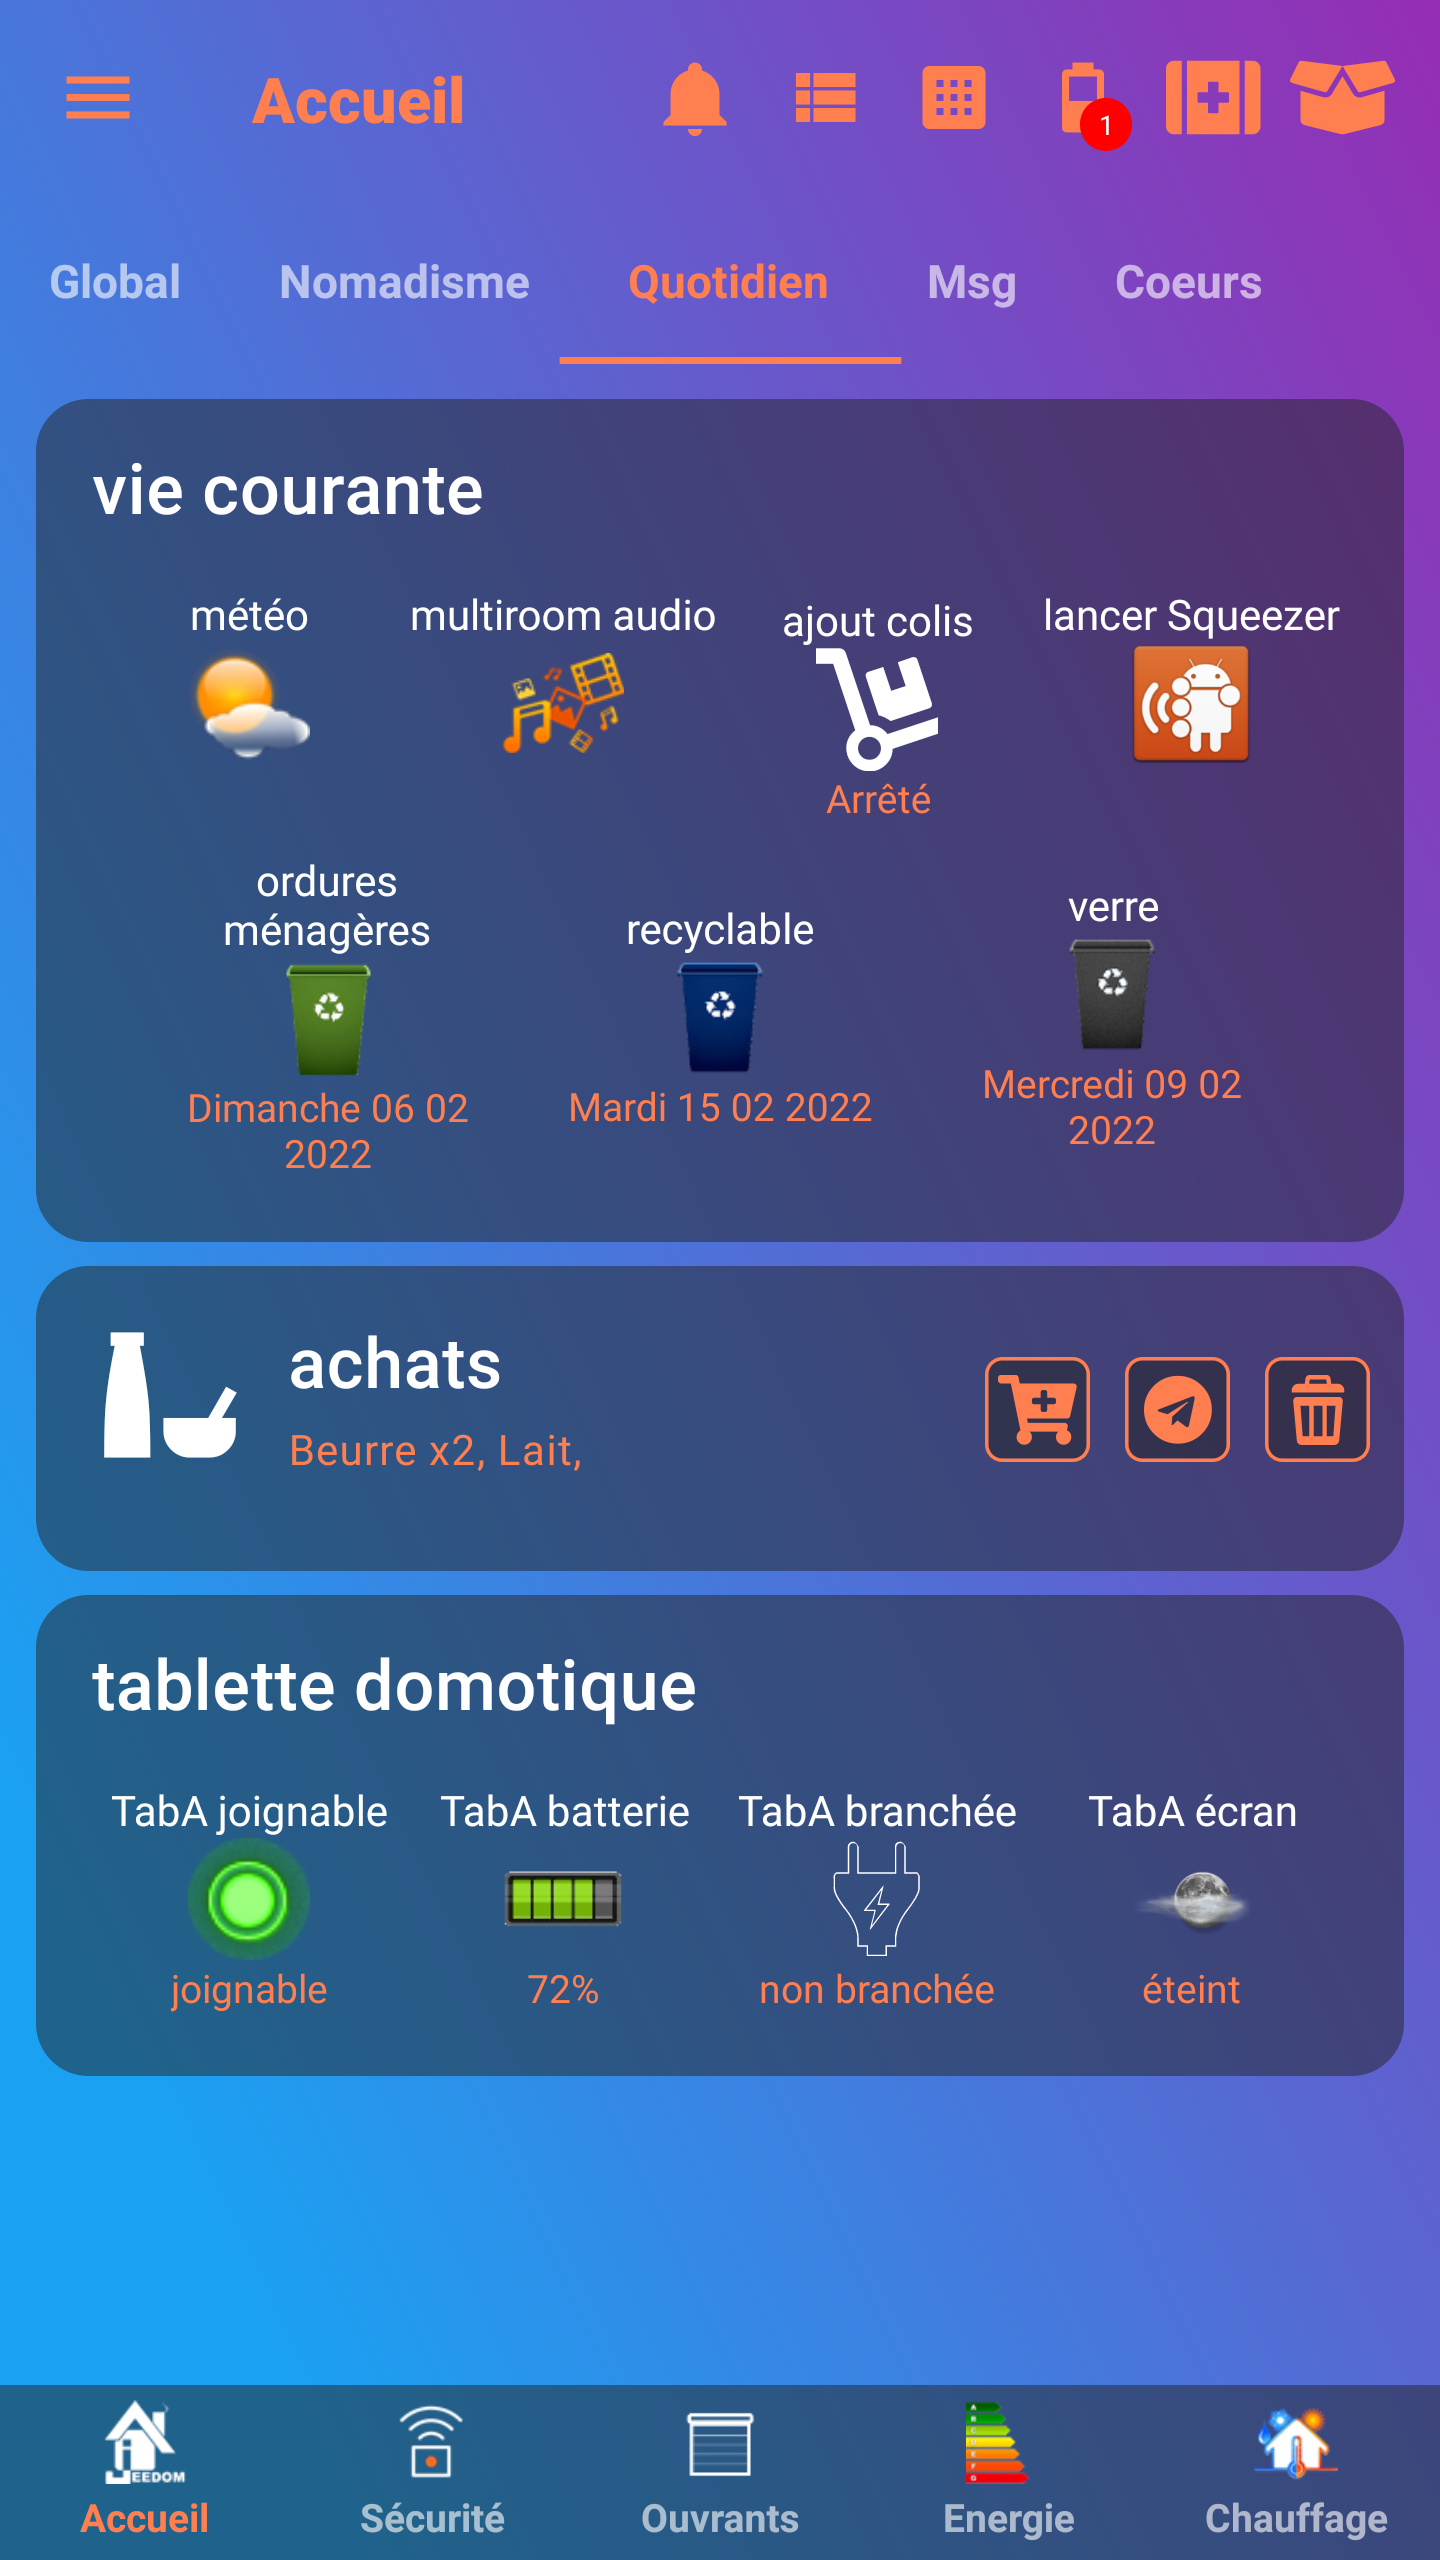 Accueil
1
Global Nomadisme Quotidien Msg Coeurs
vie courante
météo multiroom audio ajout colis lancer Squeezer
Arrêté
ordures
ménagères
recyclable
verre
Dimanche 06 02
2022
Mardi 15 02 2022
Mercredi 09 02
2022
achats
Beurre x2, Lait,
tablette domotique
TabA joignable TabA batterie TabA branchée TabA écran
joignable 72% non branchée éteint
JEEDOM
Accueil Sécurité Ouvrants Energie Chauffage